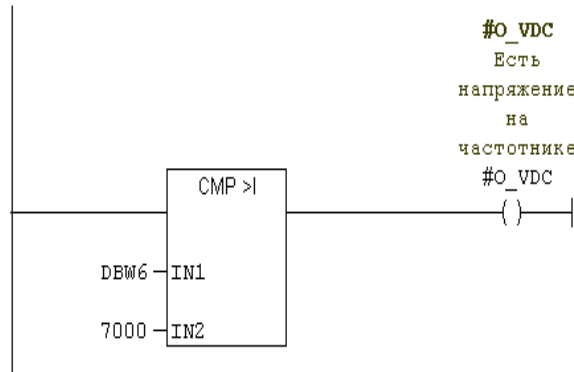 #O_VDC
Есть
напряжение
на
частотнике
#O_VDC
CMP >I
DBW6
IN1
7000
IN2
( )